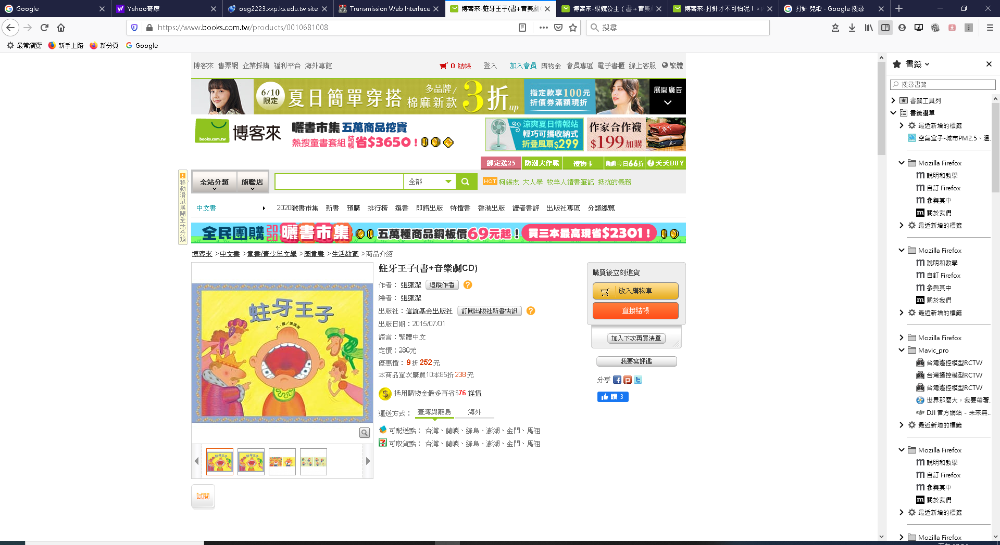 Google
Yahoo奇摩
oag2223.xxp.ks.edu.tw site
Transmission Web Interface
博客來-蛀牙王子(書+音樂劇
博客來-眼鏡公主（書＋音樂
博客來-打針才不可怕呢！>
打針 兒歌 - Google 搜尋
https://www.books.com.tw/products/0010681008
搜尋
最常瀏覽 新手上路 新分頁 Google
博客來 售票網 企業採購 福利平台 海外專館
0 結帳 登入 加入會員 購物金 會員專區 電子書櫃 線上客服 繁體
6/10 限定 夏日簡單穿搭 多品牌/棉麻新款 3折up 指定款享100元 折價券滿額現折 展開廣告
books.com.tw 博客來
曬書市集 五萬商品挖寶
熱搜童書套組 結帳省$3650！
涼爽夏日情報站
輕巧可攜收納式
折疊風扇$299
作家合作襪
$199加購
綁定送25 防潮大作戰 禮物卡 今日66折 天天BUY
移動滑鼠展開全站分類
全站分類 旗艦店 全部 HOT 柯錫杰 大人學 牧羊人讀書筆記 抵抗的義務
中文書 2020曬書市集 新書 預購 排行榜 選書 即將出版 特價書 香港出版 讀者書評 出版社專區 分類總覽
全民團購 2020 曬書市集 五萬種商品銅板價69元起！ 買三本最高現省$2301！
博客來 >中文書 >童書/青少年文學 >圖畫書 >生活教育 >商品介紹
蛀牙王子
文·圖/張蓬潔
試閱
蛀牙王子(書+音樂劇CD)
作者： 張蓬潔 追蹤作者 ?
繪者： 張蓬潔
出版社：信誼基金出版社 訂閱出版社新書快訊 ?
出版日期：2015/07/01
語言：繁體中文
定價：280元
優惠價：9折252元
本商品單次購買10本85折238元
抵用購物金最多再省$76 詳情
運送方式： 臺灣與離島 海外
可配送點： 台灣、蘭嶼、綠島、澎湖、金門、馬祖
可取貨點： 台灣、蘭嶼、綠島、澎湖、金門、馬祖
購買後立刻進貨
放入購物車
直接結帳
加入下次再買清單
我要寫評鑑
分享
讚 3
書籤
搜尋書籤
書籤工具列
書籤選單
最近新增的標籤
空氣盒子-城市PM2.5、溫..
Mozilla Firefox
說明和教學
自訂 Firefox
參與其中
關於我們
最近新增的標籤
Mozilla Firefox
說明和教學
自訂 Firefox
參與其中
關於我們
最近新增的標籤
Mozilla Firefox
Mavic_pro
台灣遙控模型RCTW
台灣遙控模型RCTW
台灣遙控模型RCTW
世界那麼大，我要帶著..
DJI 官方網站 - 未來無...
最近新增的標籤
Mozilla Firefox
說明和教學
自訂 Firefox
參與其中
關於我們
最近新增的標籤
Mozilla Firefox